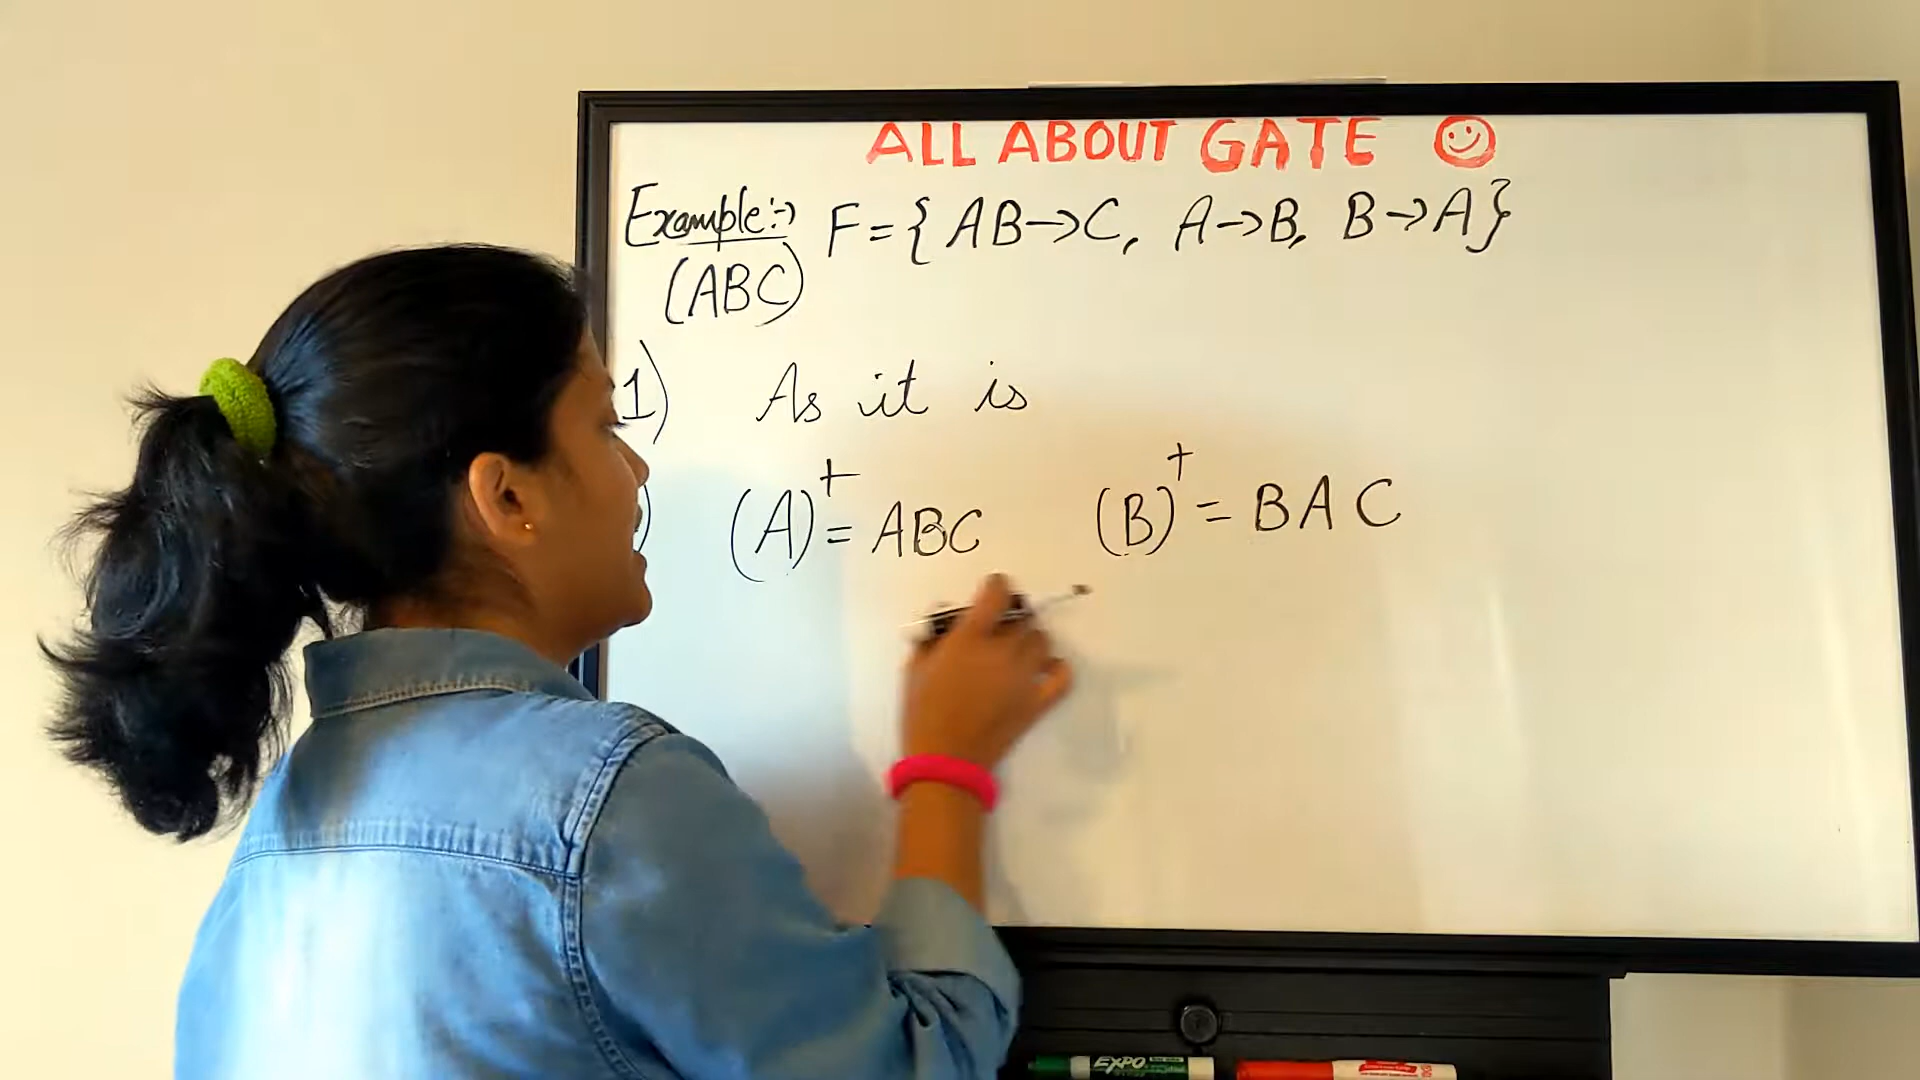 ALL ABOUT GATE
Example:-) F = { AB→C, A→B, B→A}
(ABC)
1) As it is
) (A)+ = ABC (B)+ = BAC
EXPO